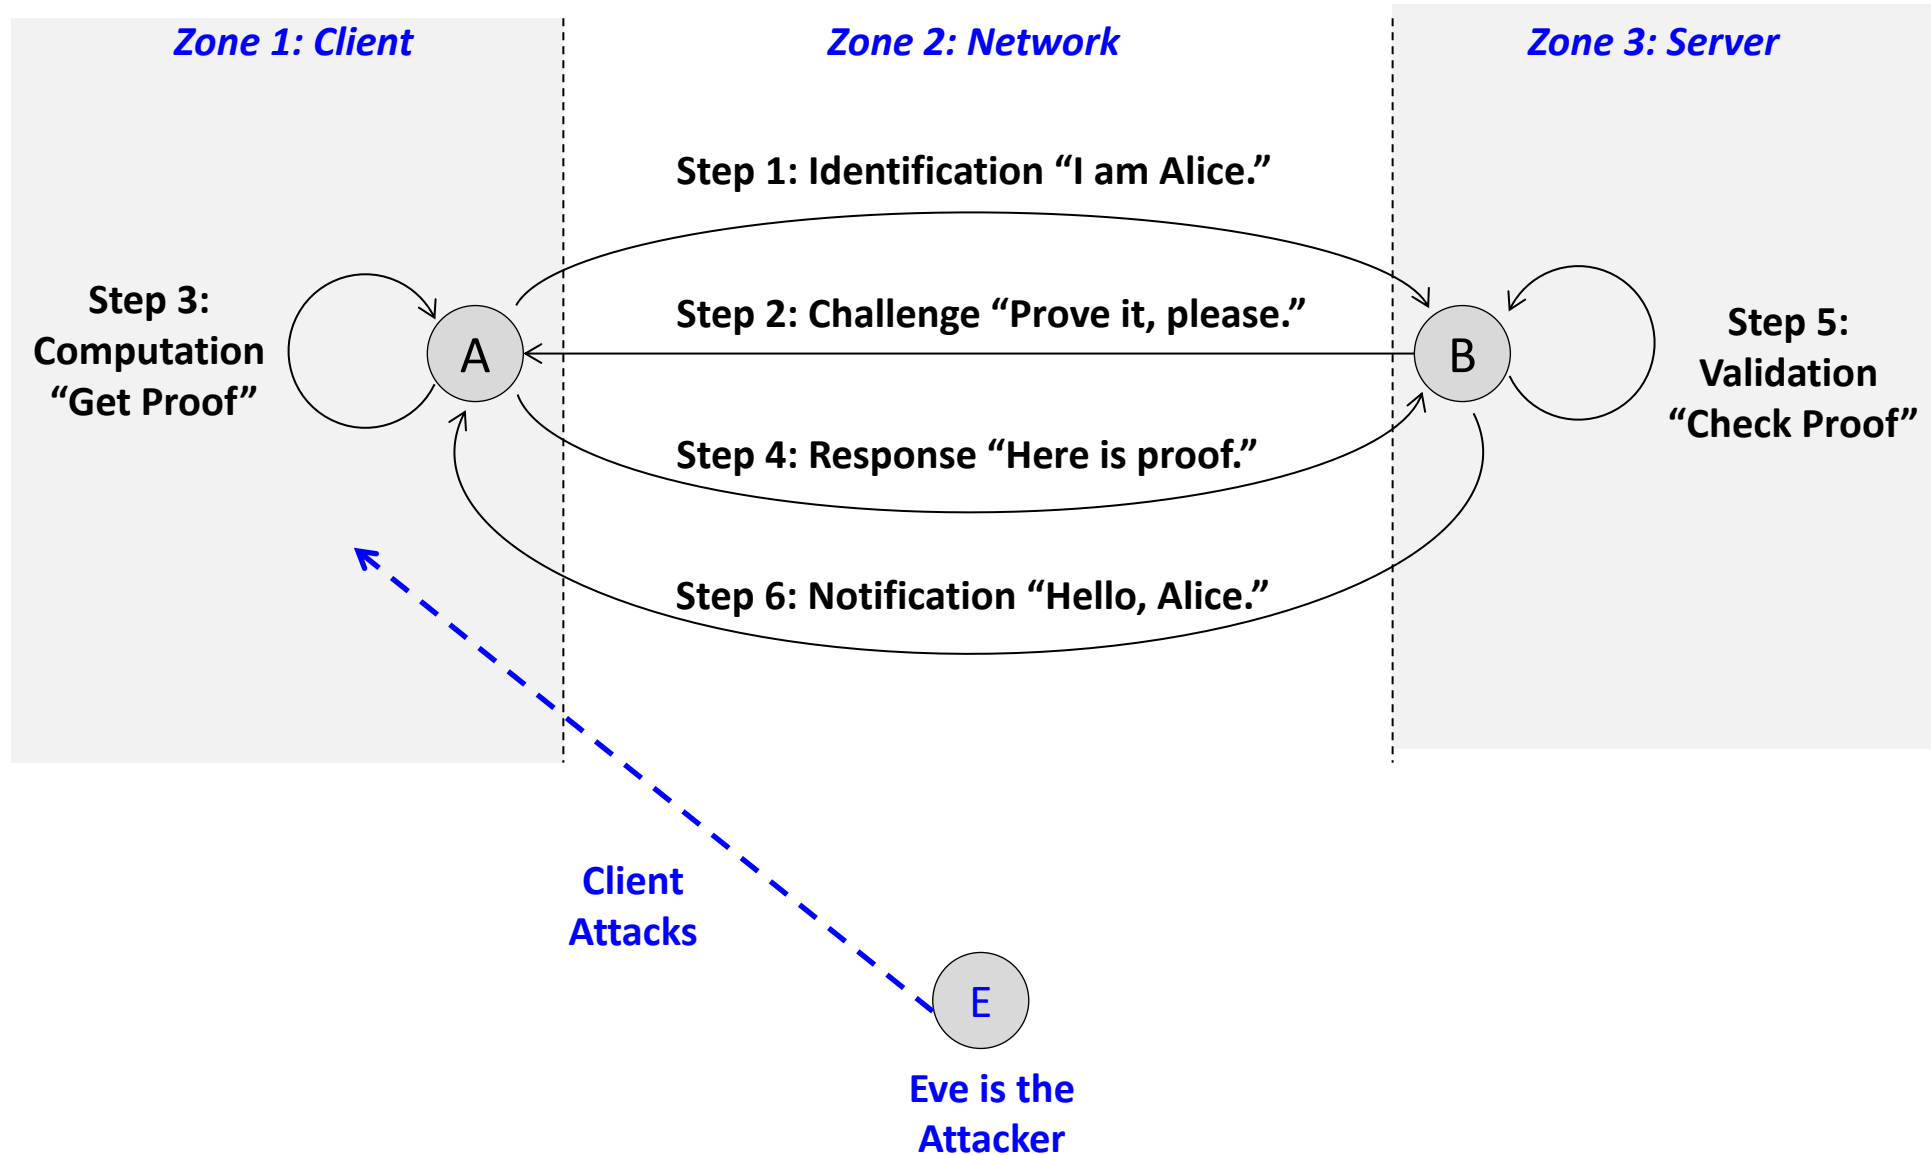 Zone 1: Client
Zone 2: Network
Zone 3: Server
Step 1: Identification “I am Alice.”
Step 2: Challenge “Prove it, please.”
Step 3:
Computation
“Get Proof”
A
B
Step 5:
Validation
“Check Proof”
Step 4: Response “Here is proof.”
Step 6: Notification “Hello, Alice.”
Client
Attacks
E
Eve is the
Attacker